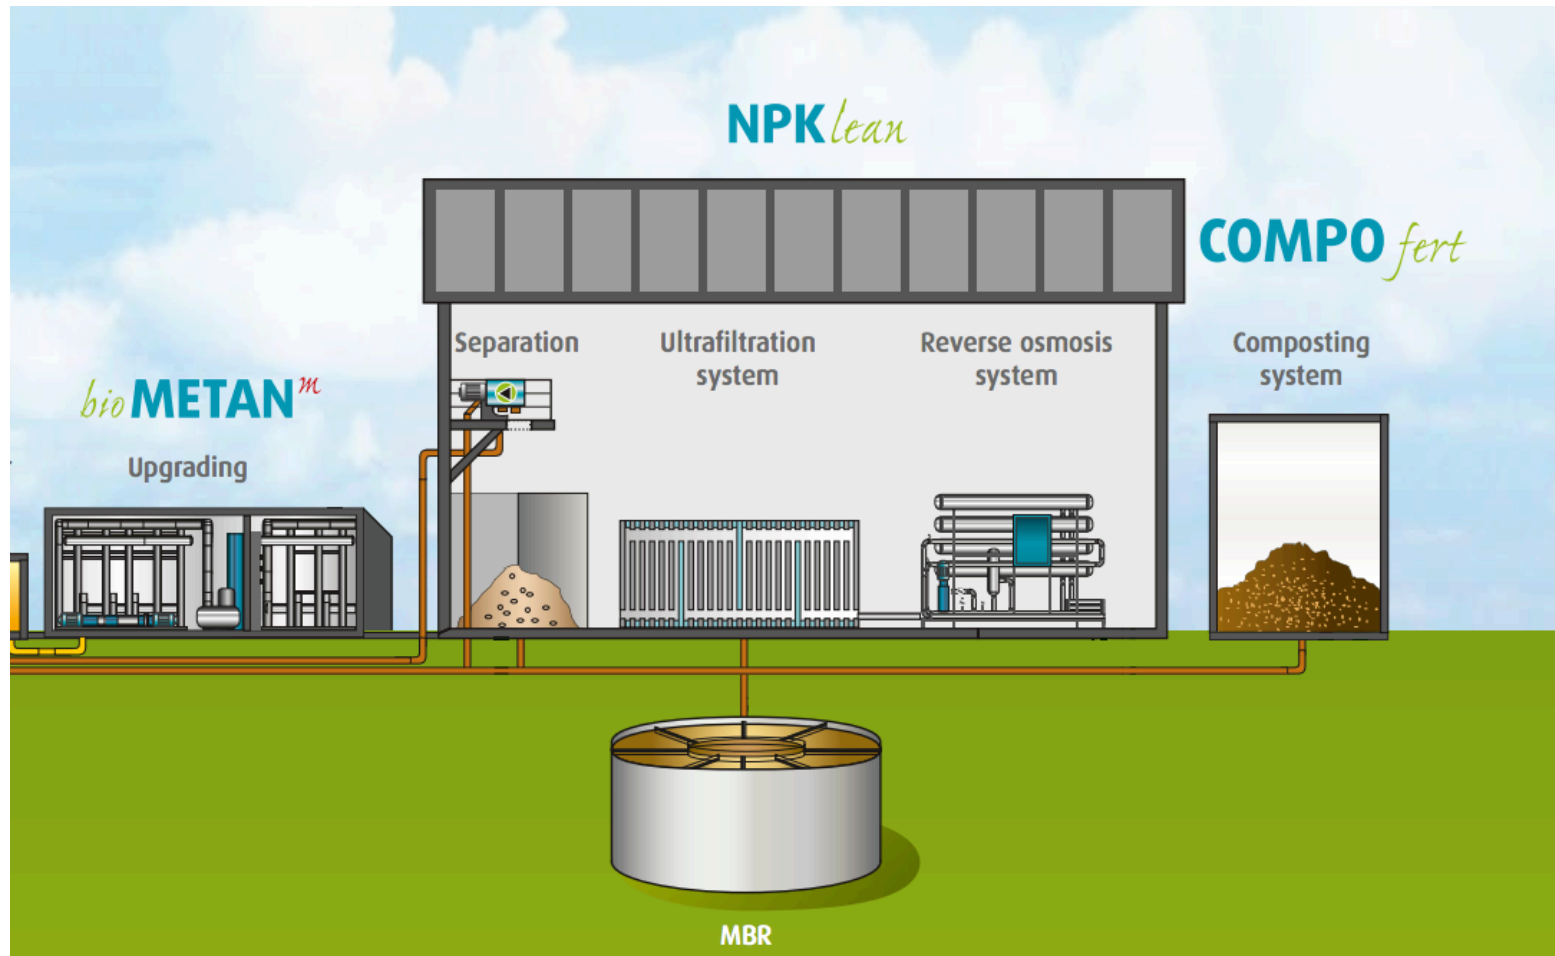 NPKlean
COMPOfert
Separation
Ultrafiltration
system
Reverse osmosis
system
Composting
system
bioMETANm
Upgrading
MBR